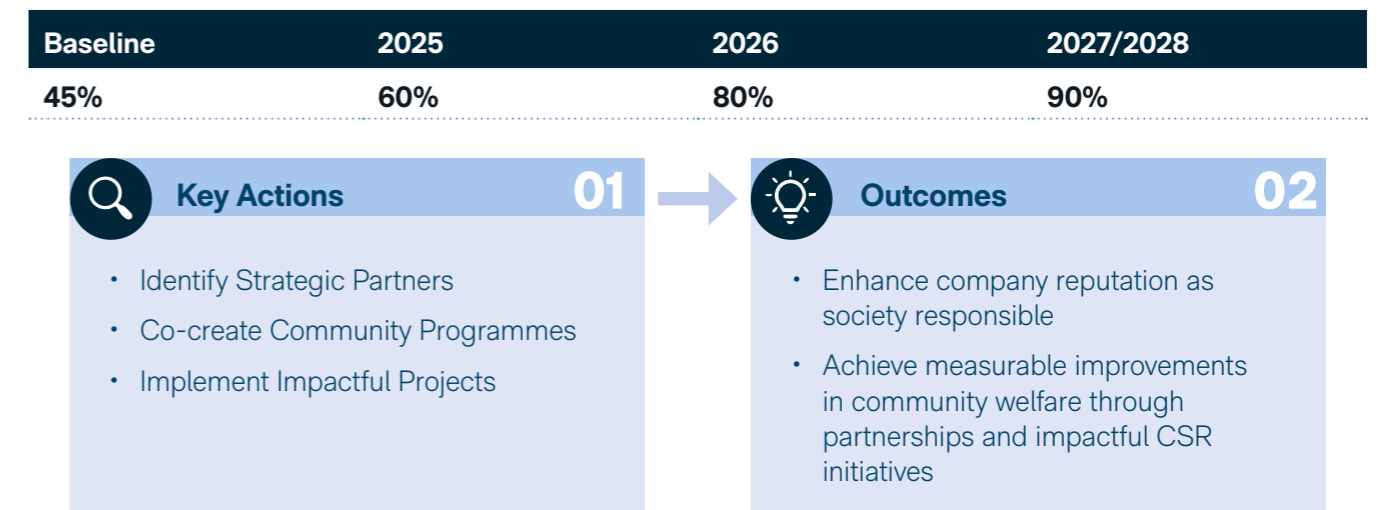 Baseline 2025 2026 2027/2028
45% 60% 80% 90%
Key Actions 01
• Identify Strategic Partners
• Co-create Community Programmes
• Implement Impactful Projects
Outcomes 02
• Enhance company reputation as
society responsible
• Achieve measurable improvements
in community welfare through
partnerships and impactful CSR
initiatives